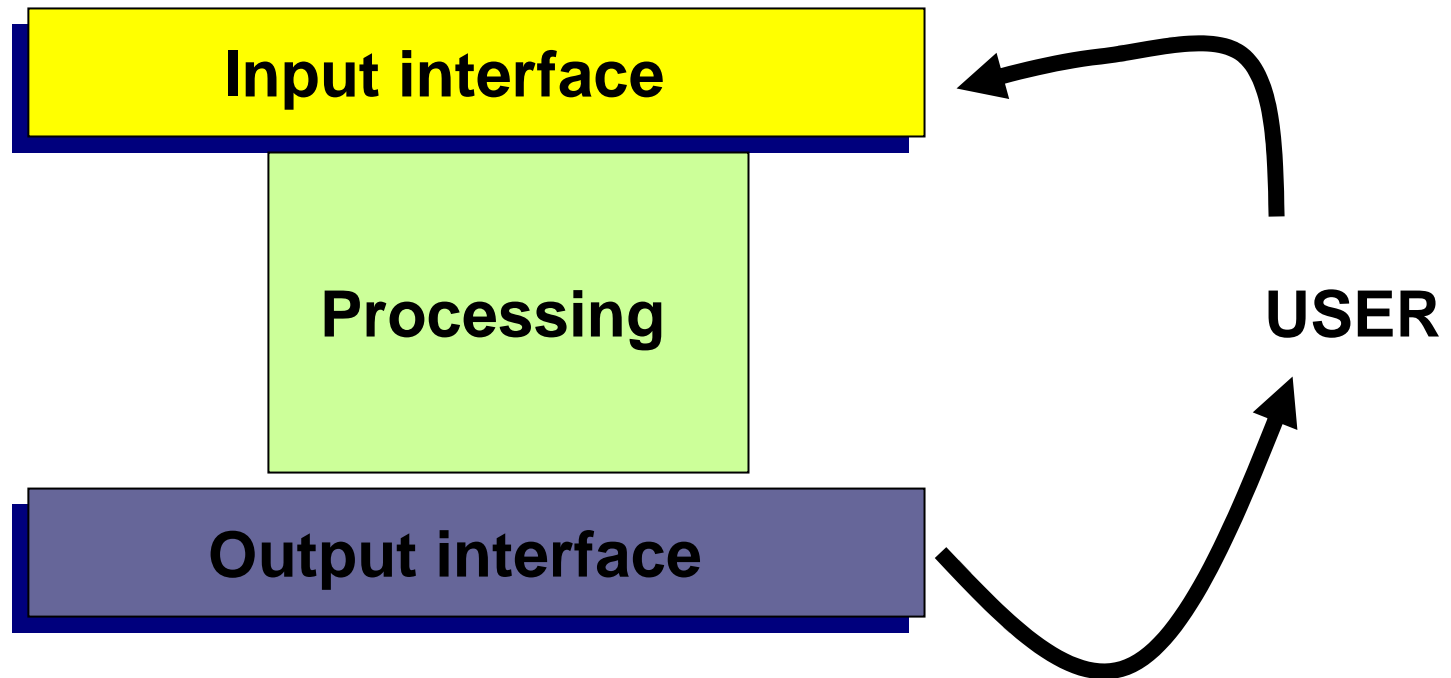 Input interface
Processing
USER
Output interface